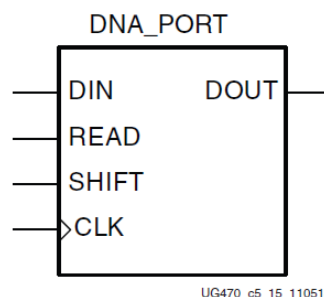 DNA_PORT
DIN DOUT
READ
SHIFT
CLK
UG470_c5_15_11051